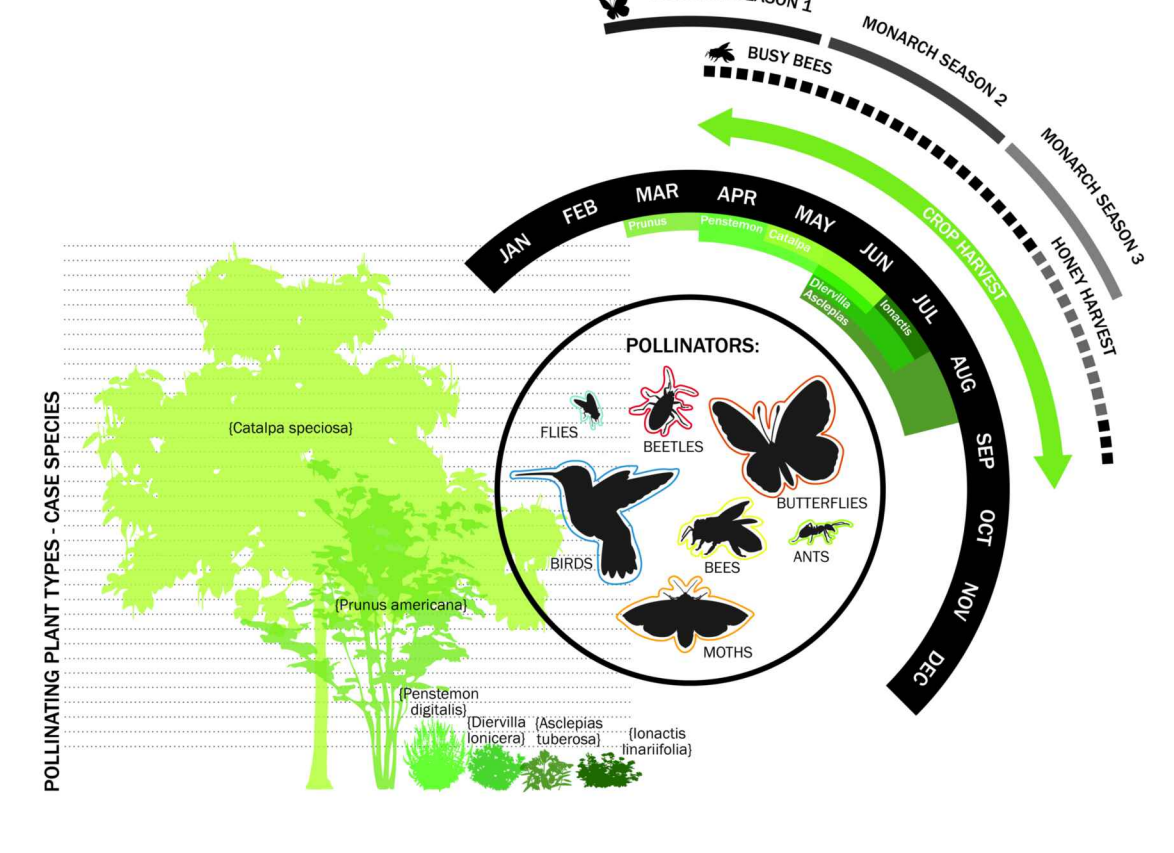 SON 1
MONARCH SEASON 2
MONARCH SEASON 3
BUSY BEES
HONEY HARVEST
CROP HARVEST
JAN
FEB
MAR
APR
MAY
JUN
JUL
AUG
SEP
OCT
NOV
DEC
Prunus
Penstemon
Catalpa
Diervilla
Asclepias
Ionactis
POLLINATORS:
FLIES
BEETLES
BUTTERFLIES
BIRDS
BEES
ANTS
MOTHS
POLLINATING PLANT TYPES - CASE SPECIES
{Catalpa speciosa}
{Prunus americana}
{Penstemon
digitalis}
{Diervilla
lonicera}
{Asclepias
tuberosa}
{Ionactis
linariifolia}